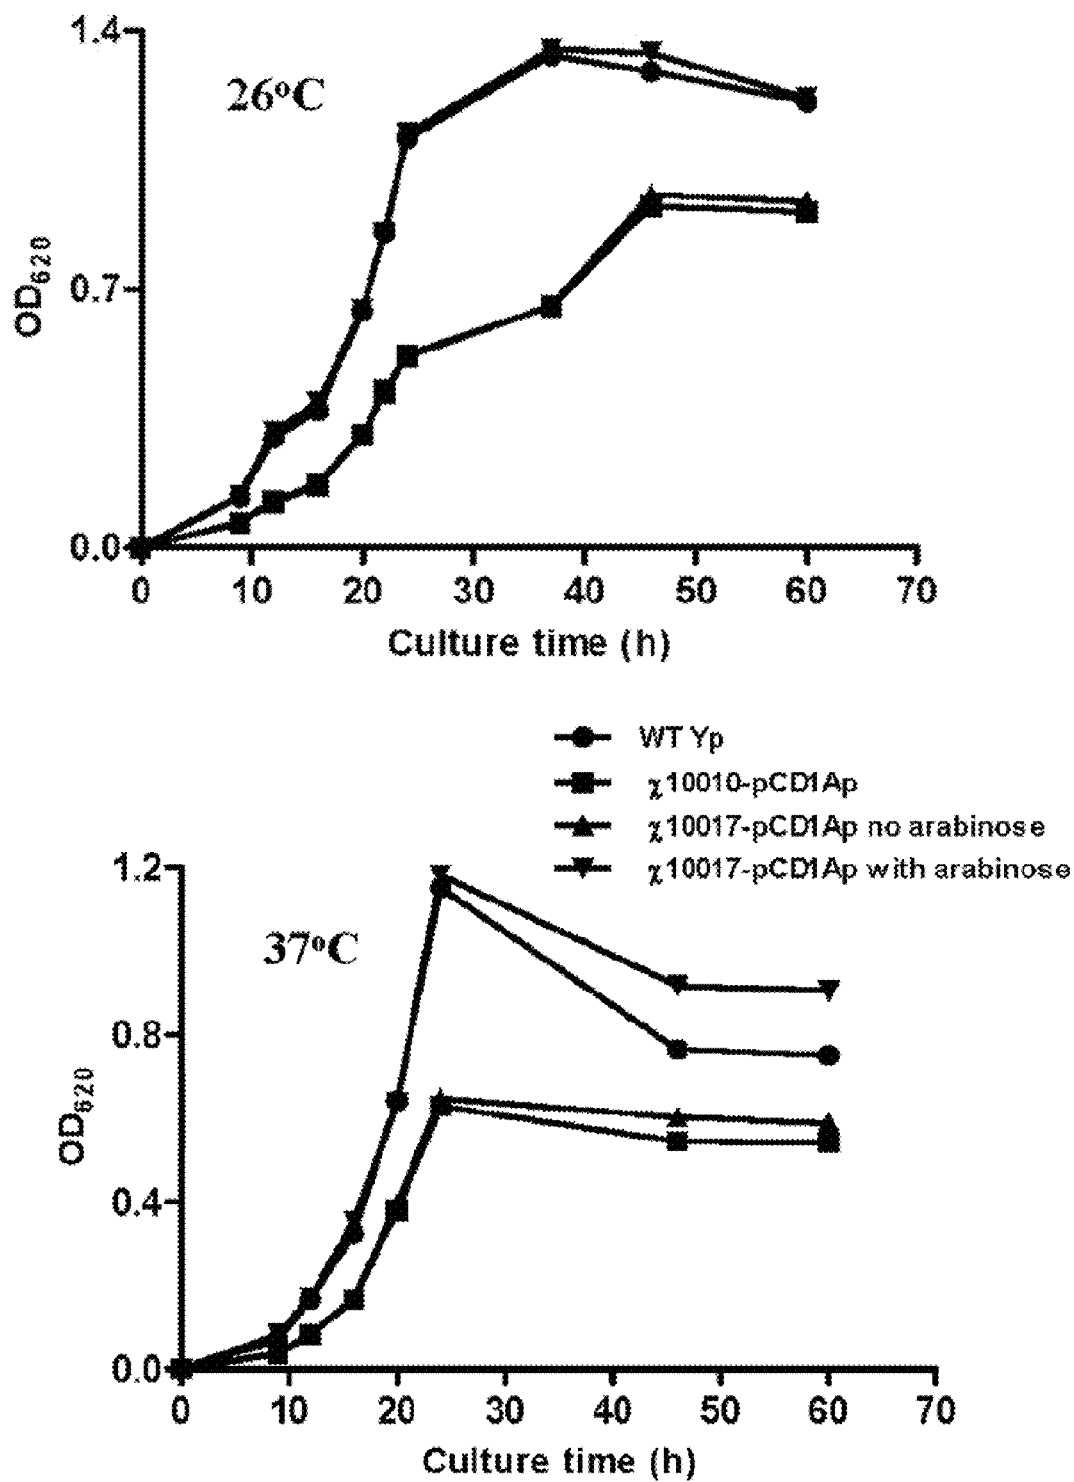 1.4
26°C
0.7
OD620
0.0
0 10 20 30 40 50 60 70
Culture time (h)
WT Yp
χ10010-pCD1Ap
χ10017-pCD1Ap no arabinose
χ10017-pCD1Ap with arabinose
1.2
37°C
0.8
OD620
0.4
0.0
0 10 20 30 40 50 60 70
Culture time (h)